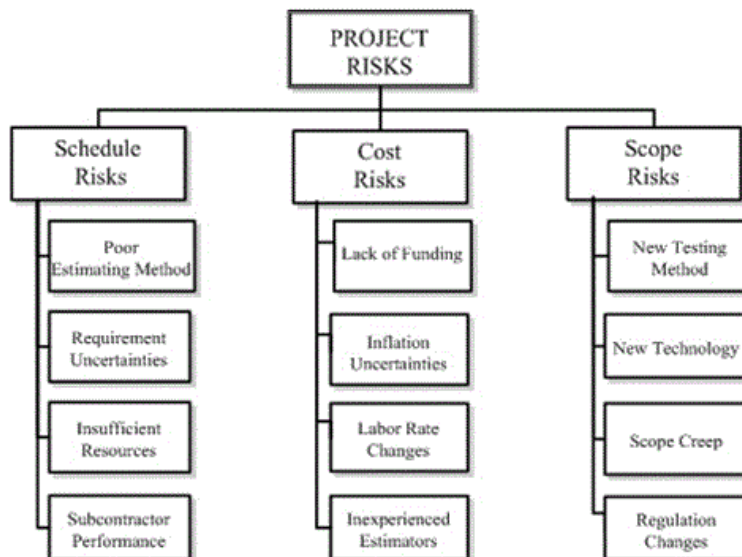 PROJECT
RISKS
Schedule
Risks
Poor
Estimating Method
Requirement
Uncertainties
Insufficient
Resources
Subcontractor
Performance
Cost
Risks
Lack of Funding
Inflation
Uncertainties
Labor Rate
Changes
Inexperienced
Estimators
Scope
Risks
New Testing
Method
New Technology
Scope Creep
Regulation
Changes